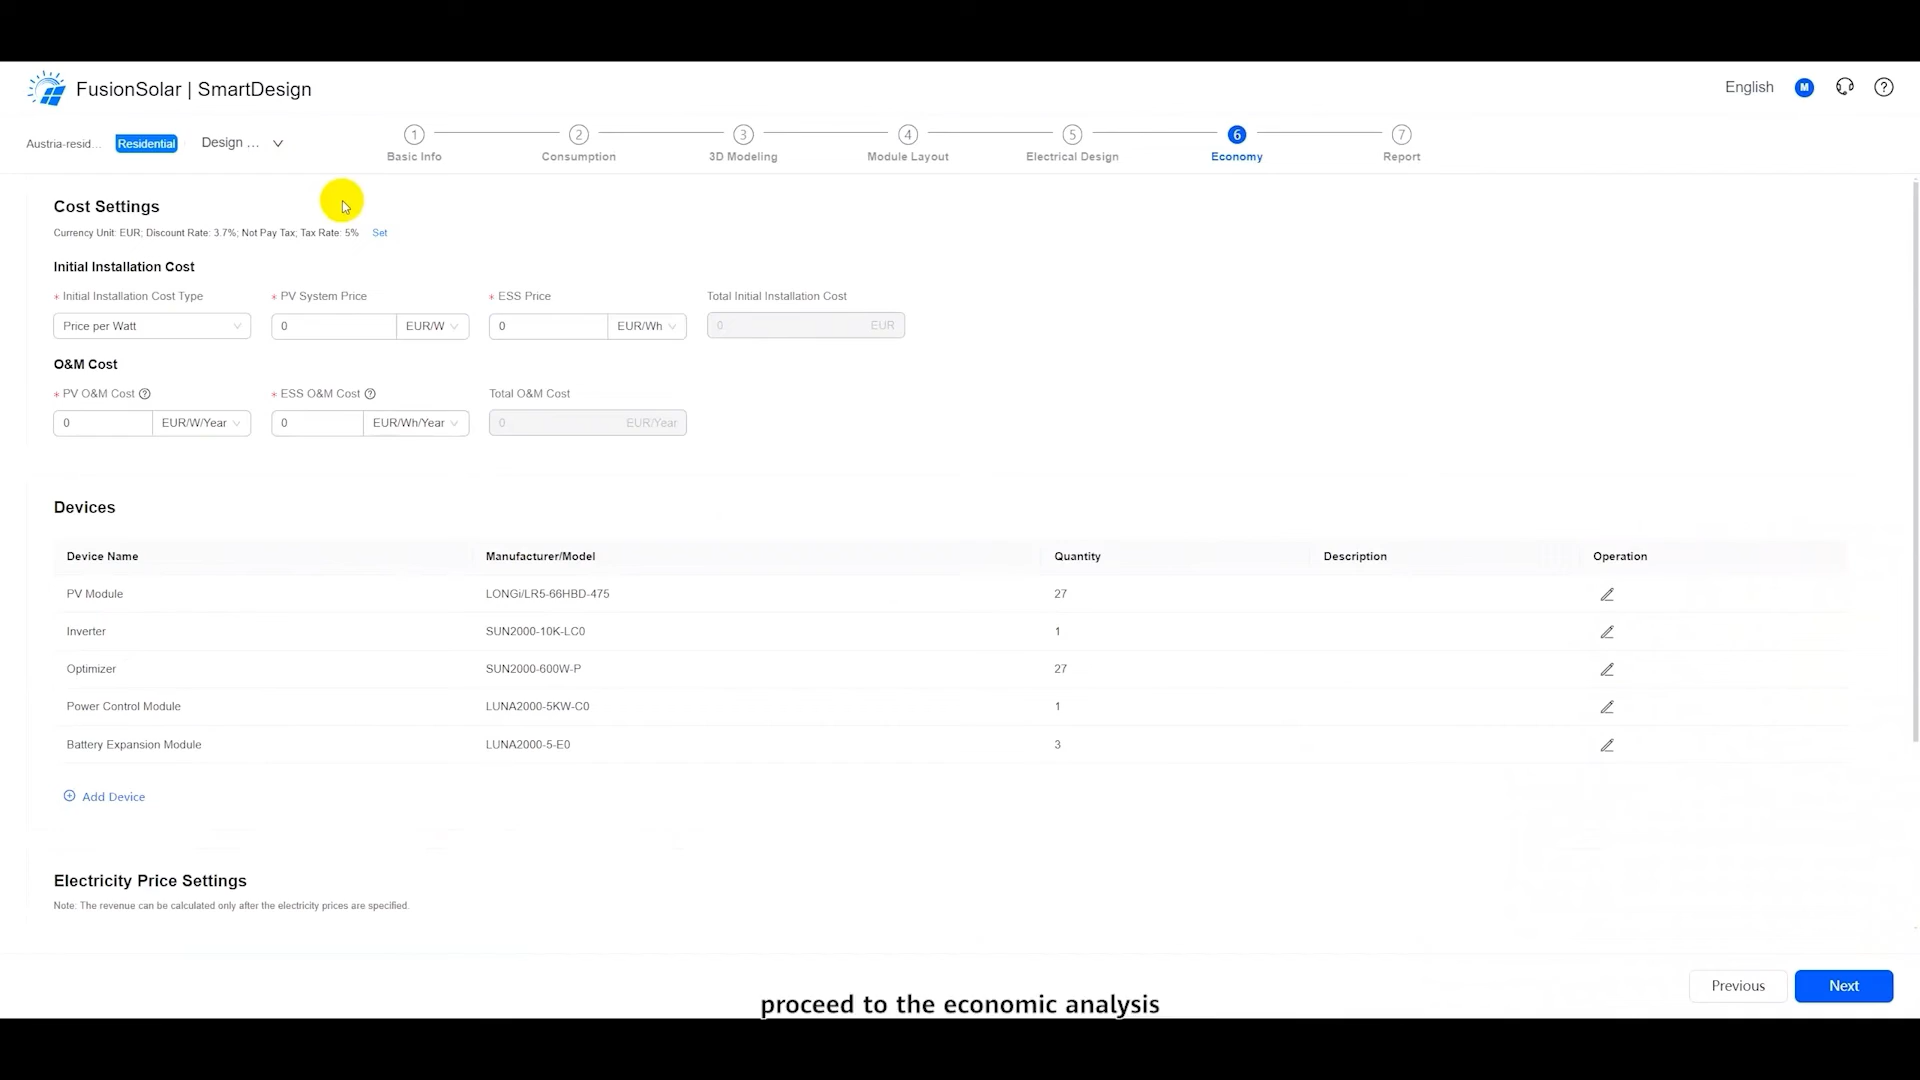 FusionSolar | SmartDesign
English
M
?
Austria-resid...
Residential
Design ...
1
2
3
4
5
6
7
Basic Info
Consumption
3D Modeling
Module Layout
Electrical Design
Economy
Report
Cost Settings
Currency Unit: EUR; Discount Rate: 3.7%; Not Pay Tax; Tax Rate: 5% Set
Initial Installation Cost
* Initial Installation Cost Type
* PV System Price
* ESS Price
Total Initial Installation Cost
Price per Watt
0 EUR/W
0 EUR/Wh
0 EUR
O&M Cost
* PV O&M Cost ?
* ESS O&M Cost ?
Total O&M Cost
0 EUR/W/Year
0 EUR/Wh/Year
0 EUR/Year
Devices
Device Name Manufacturer/Model Quantity Description Operation
PV Module LONGi/LR5-66HBD-475 27
Inverter SUN2000-10K-LC0 1
Optimizer SUN2000-600W-P 27
Power Control Module LUNA2000-5KW-C0 1
Battery Expansion Module LUNA2000-5-E0 3
Add Device
Electricity Price Settings
Note: The revenue can be calculated only after the electricity prices are specified.
Previous
Next
proceed to the economic analysis